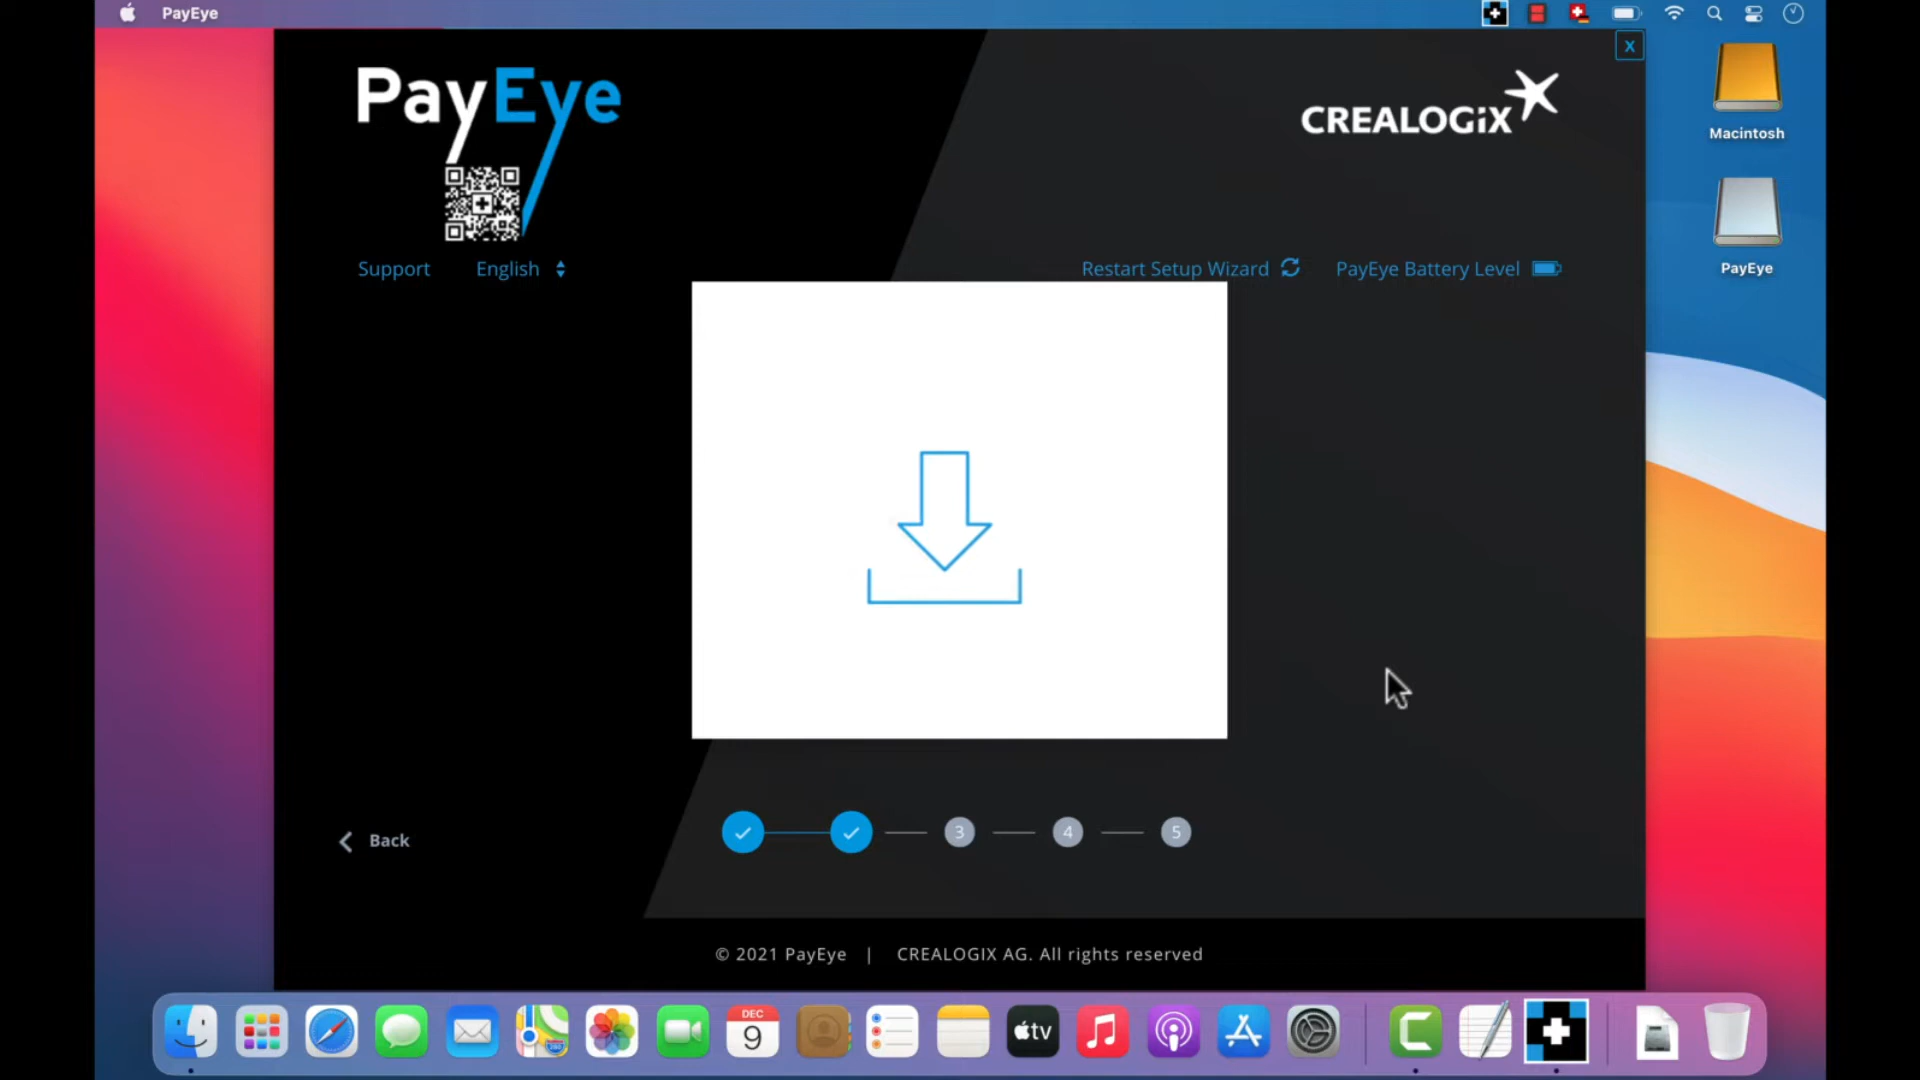 PayEye
X
PayEye
CREALOGiX
Macintosh
Support English
Restart Setup Wizard PayEye Battery Level
PayEye
Back
3 4 5
© 2021 PayEye | CREALOGIX AG. All rights reserved
DEC
9
tv